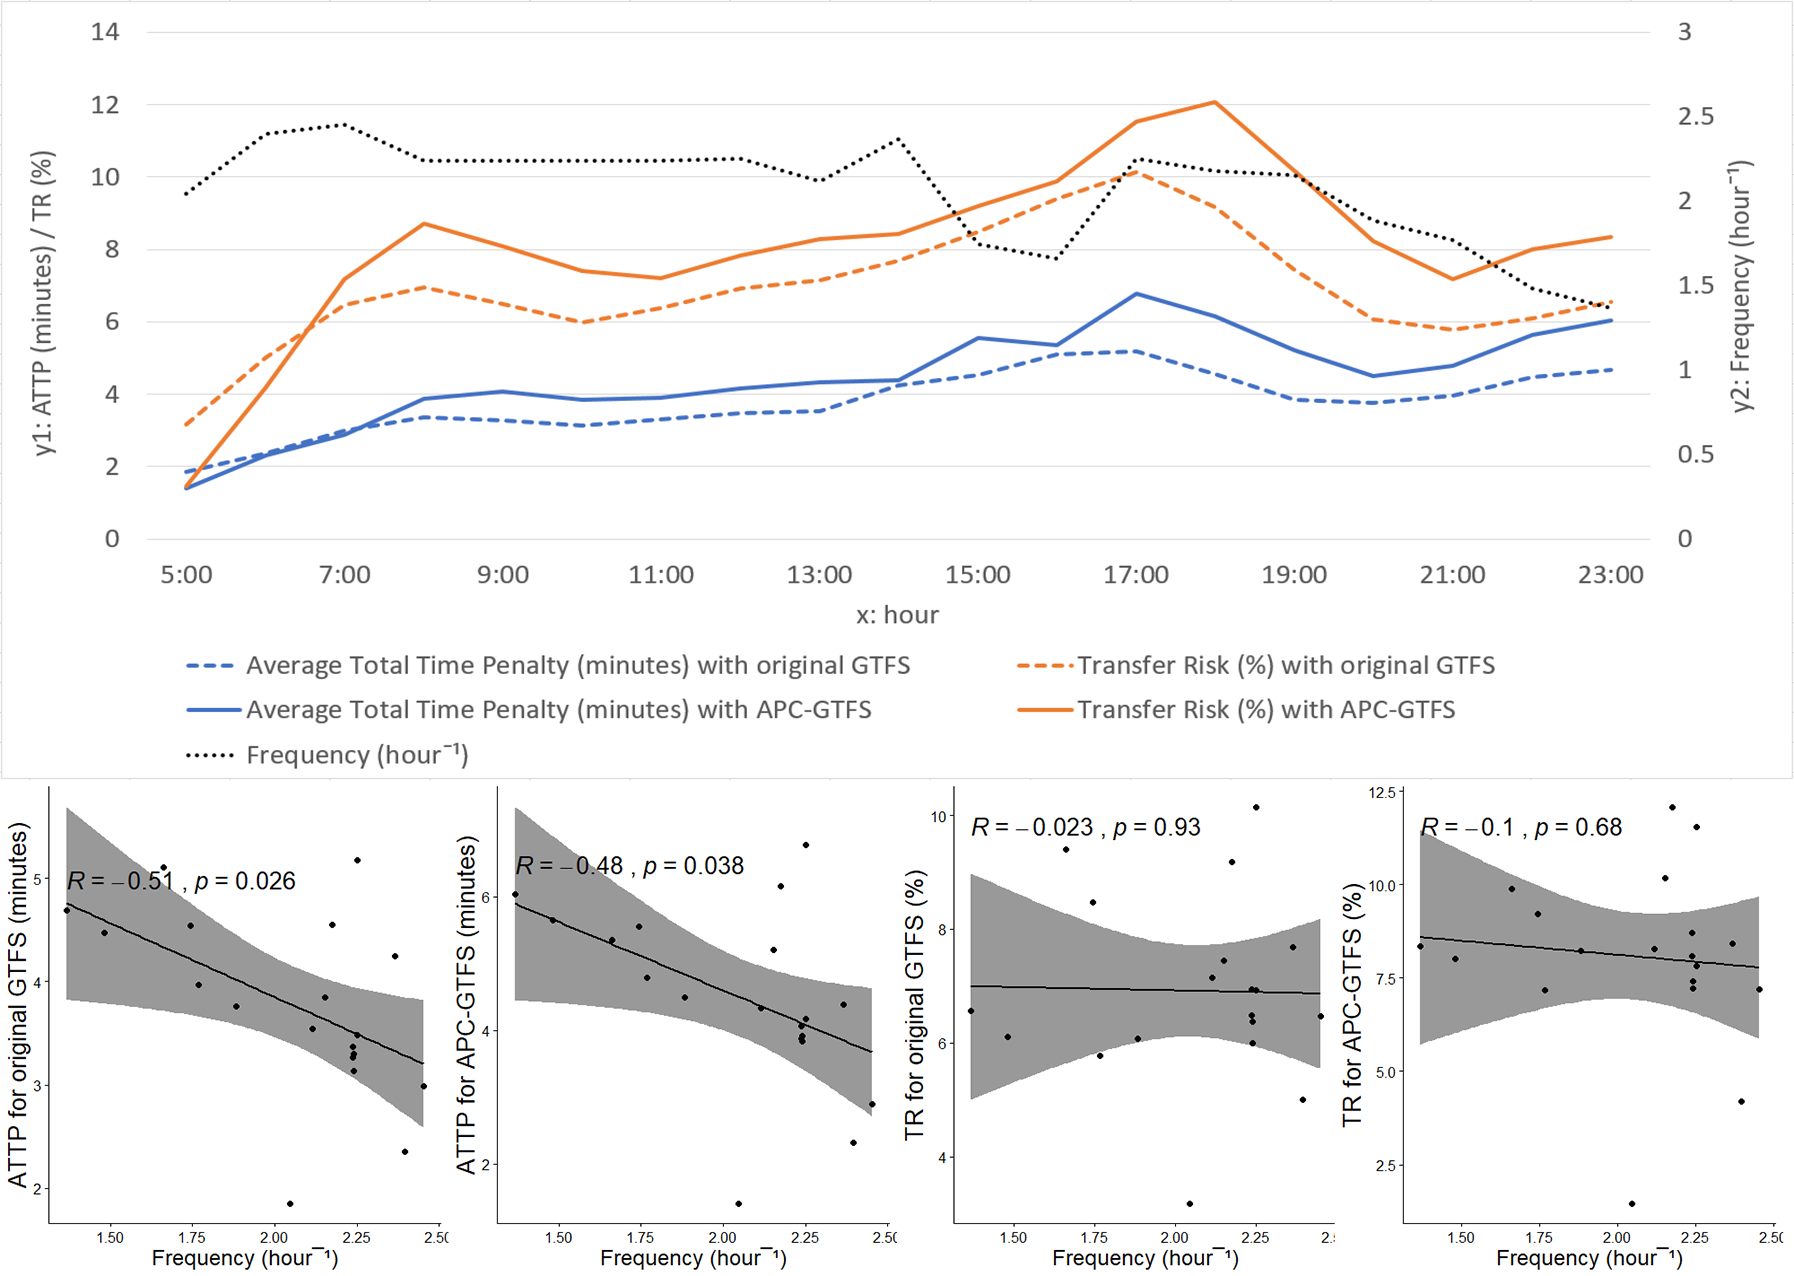 14
12
10
8
6
4
2
0
y1: ATTP (minutes) / TR (%)
3
2.5
2
1.5
1
0.5
0
y2: Frequency (hour⁻¹)
5:00 7:00 9:00 11:00 13:00 15:00 17:00 19:00 21:00 23:00
x: hour
Average Total Time Penalty (minutes) with original GTFS
Transfer Risk (%) with original GTFS
Average Total Time Penalty (minutes) with APC-GTFS
Transfer Risk (%) with APC-GTFS
Frequency (hour⁻¹)
ATTP for original GTFS (minutes)
5
4
3
2
R = −0.51 , p = 0.026
1.50 1.75 2.00 2.25 2.50
Frequency (hour⁻¹)
ATTP for APC-GTFS (minutes)
6
4
2
R = −0.48 , p = 0.038
1.50 1.75 2.00 2.25 2.50
Frequency (hour⁻¹)
TR for original GTFS (%)
10
8
6
4
R = −0.023 , p = 0.93
1.50 1.75 2.00 2.25 2.
Frequency (hour⁻¹)
TR for APC-GTFS (%)
12.5
10.0
7.5
5.0
2.5
R = −0.1 , p = 0.68
1.50 1.75 2.00 2.25 2.50
Frequency (hour⁻¹)